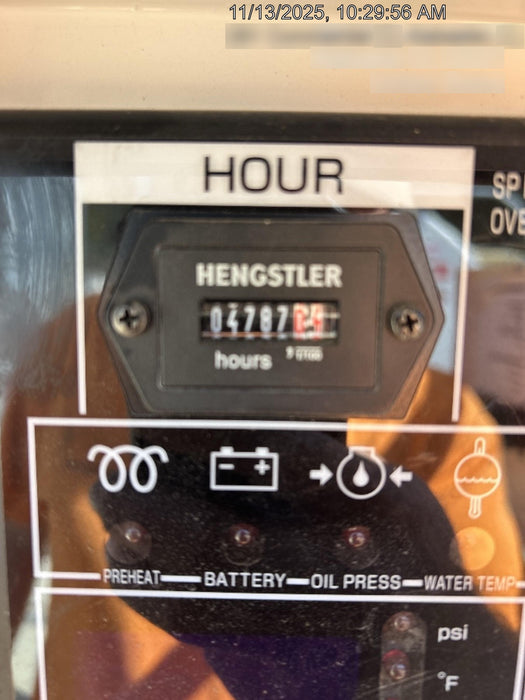 11/13/2025, 10:29:56 AM
HOUR
SP
OVE
HENGSTLER
04787
hours
PREHEAT
BATTERY
OIL PRESS
WATER TEMP
psi
°F